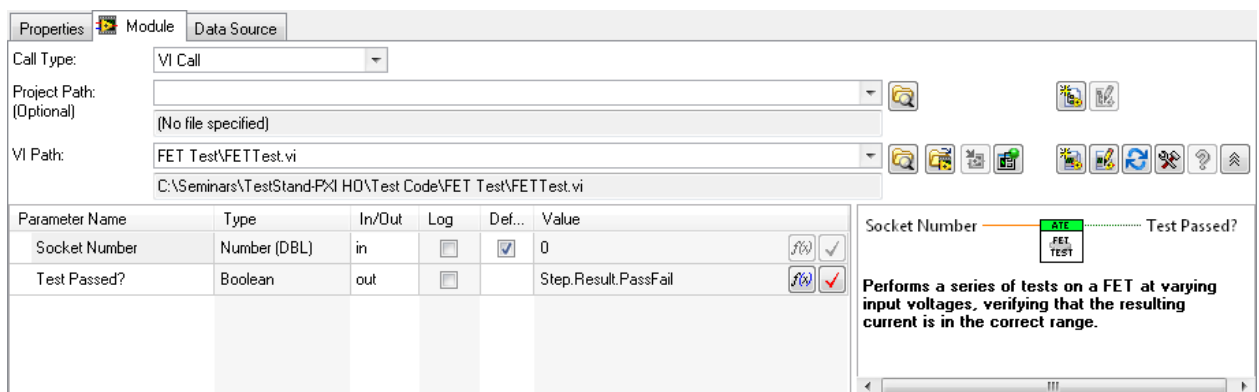 Properties Module Data Source
Call Type: VI Call
Project Path:
(Optional)
(No file specified)
VI Path: FET Test\FETTest.vi
C:\Seminars\TestStand-PXI HO\Test Code\FET Test\FETTest.vi
Parameter Name Type In/Out Log Def... Value
Socket Number Number (DBL) in 0 f(x)
Test Passed? Boolean out Step.Result.PassFail f(x)
Socket Number ATE Test Passed?
FET
TEST
Performs a series of tests on a FET at varying
input voltages, verifying that the resulting
current is in the correct range.